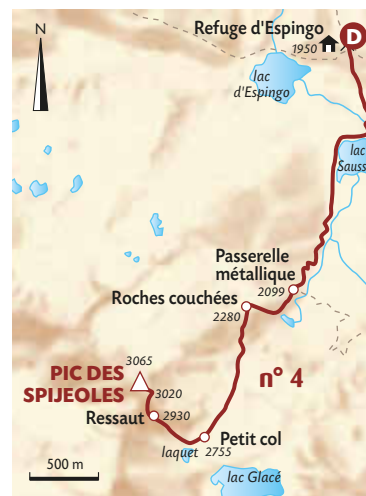 N
Refuge d'Espingo
1950
D
lac
d'Espingo
lac
Sauss
Passerelle
métallique
2099
Roches couchées
2280
3065
PIC DES
SPIJEOLES
3020
n° 4
Ressaut
2930
Petit col
laquet
2755
500 m
lac Glacé